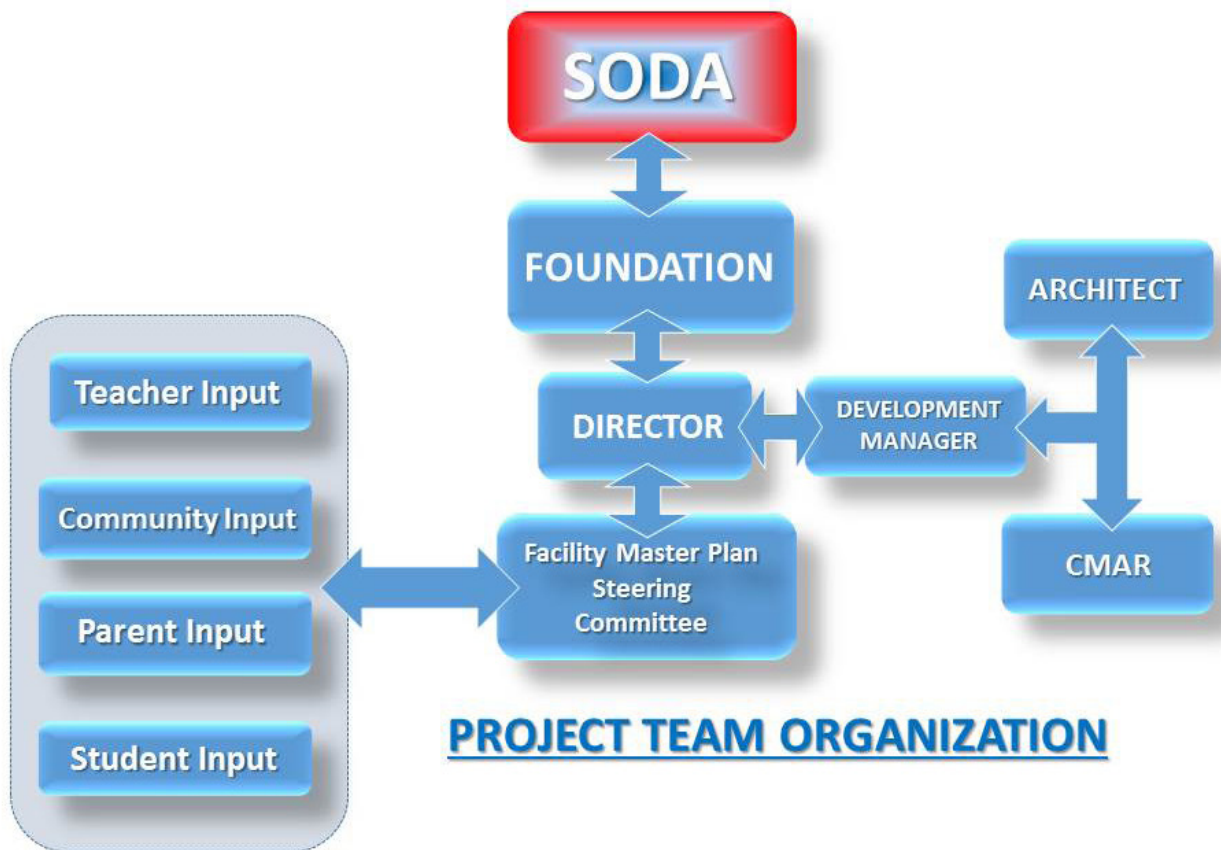 SODA
FOUNDATION
ARCHITECT
Teacher Input
DIRECTOR
DEVELOPMENT
MANAGER
Community Input
Facility Master Plan
Steering
Committee
CMAR
Parent Input
Student Input
PROJECT TEAM ORGANIZATION